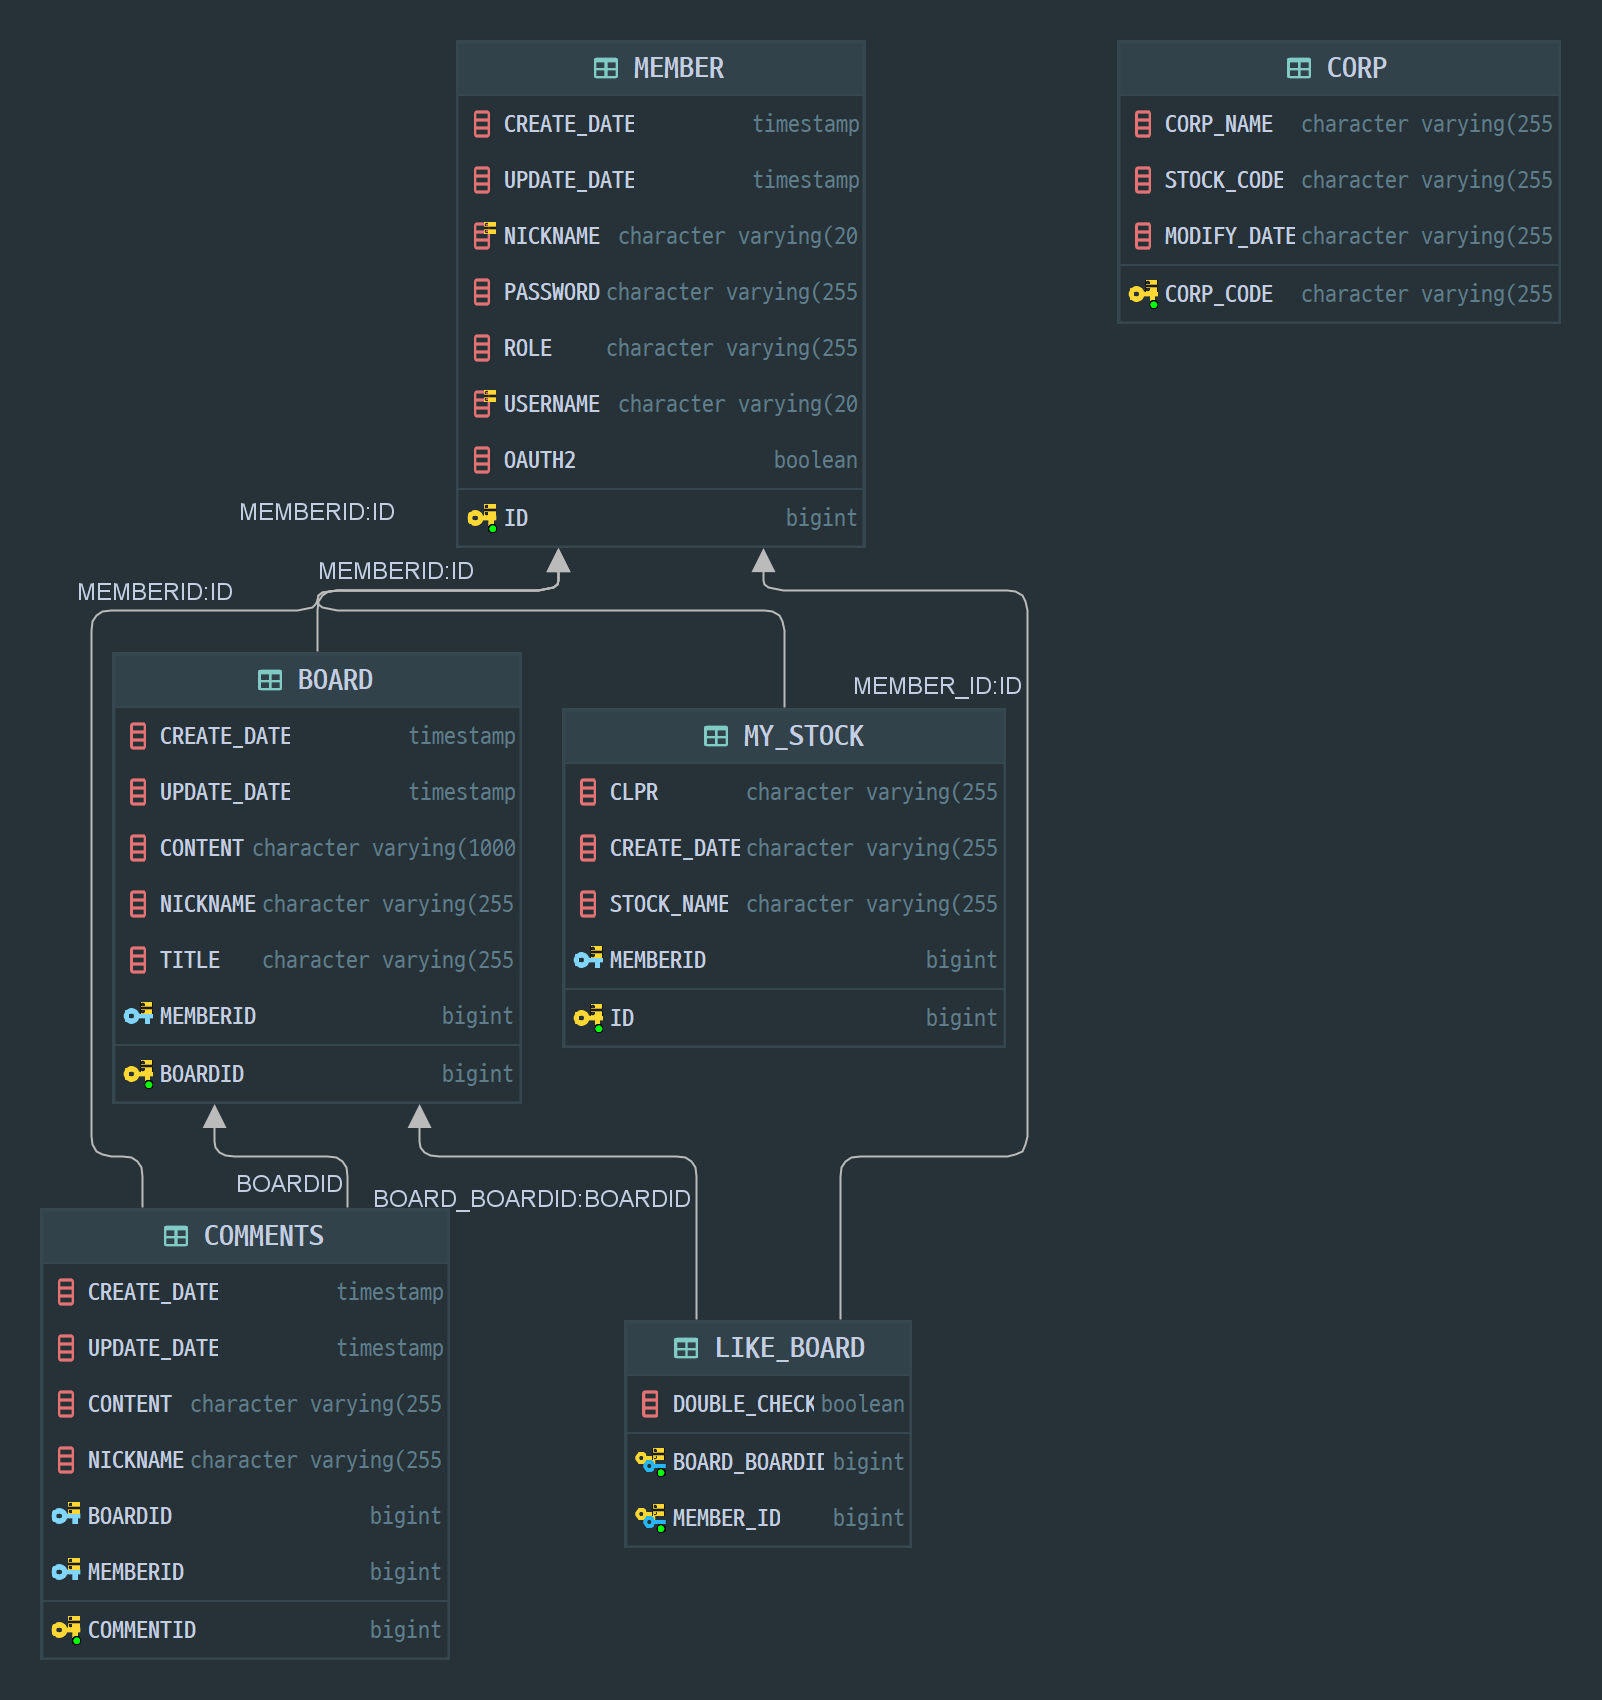 MEMBER
CREATE_DATE timestamp
UPDATE_DATE timestamp
NICKNAME character varying(20
PASSWORD character varying(255
ROLE character varying(255
USERNAME character varying(20
OAUTH2 boolean
ID bigint
CORP
CORP_NAME character varying(255
STOCK_CODE character varying(255
MODIFY_DATE character varying(255
CORP_CODE character varying(255
MEMBERID:ID
MEMBERID:ID
MEMBERID:ID
MEMBER_ID:ID
BOARD
CREATE_DATE timestamp
UPDATE_DATE timestamp
CONTENT character varying(1000
NICKNAME character varying(255
TITLE character varying(255
MEMBERID bigint
BOARDID bigint
MY_STOCK
CLPR character varying(255
CREATE_DATE character varying(255
STOCK_NAME character varying(255
MEMBERID bigint
ID bigint
BOARDID
BOARD_BOARDID:BOARDID
COMMENTS
CREATE_DATE timestamp
UPDATE_DATE timestamp
CONTENT character varying(255
NICKNAME character varying(255
BOARDID bigint
MEMBERID bigint
COMMENTID bigint
LIKE_BOARD
DOUBLE_CHECK boolean
BOARD_BOARDID bigint
MEMBER_ID bigint